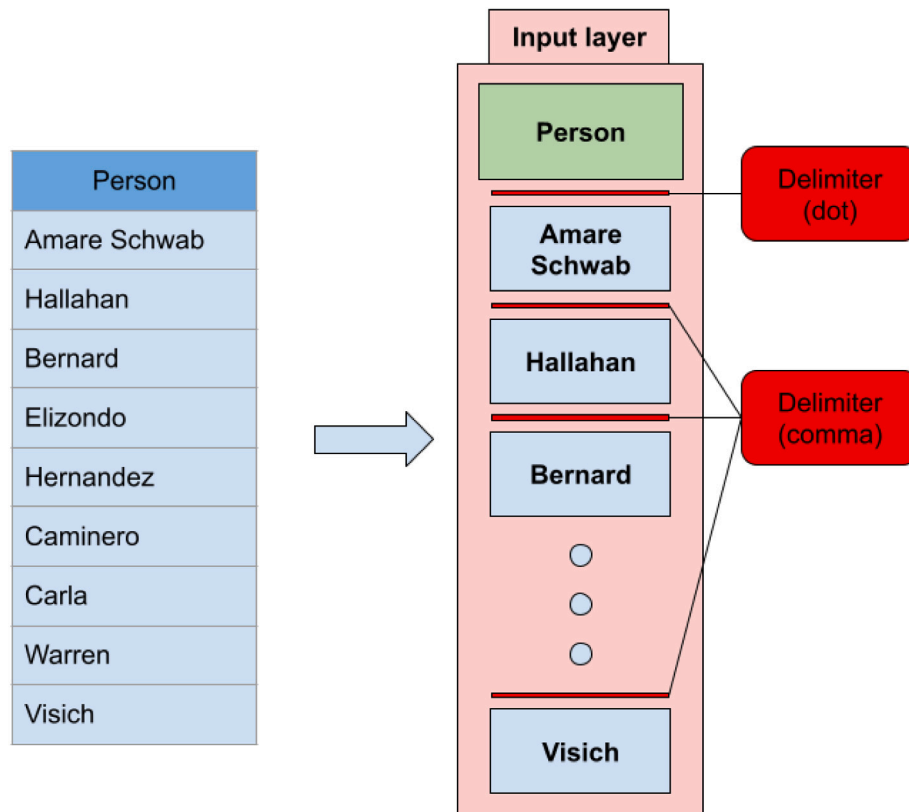 Person
Amare Schwab
Hallahan
Bernard
Elizondo
Hernandez
Caminero
Carla
Warren
Visich
Input layer
Person
Amare
Schwab
Hallahan
Bernard
Visich
Delimiter
(dot)
Delimiter
(comma)